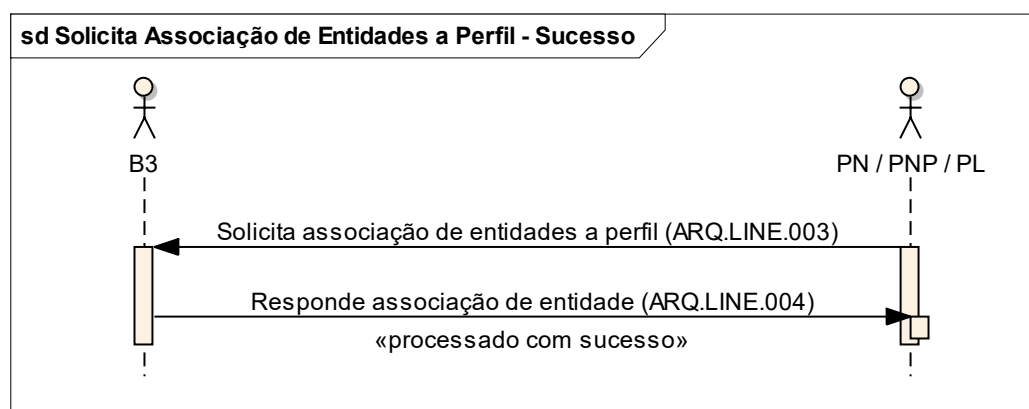 sd Solicita Associação de Entidades a Perfil - Sucesso
B3
PN / PNP / PL
Solicita associação de entidades a perfil (ARQ.LINE.003)
Responde associação de entidade (ARQ.LINE.004)
«processado com sucesso»